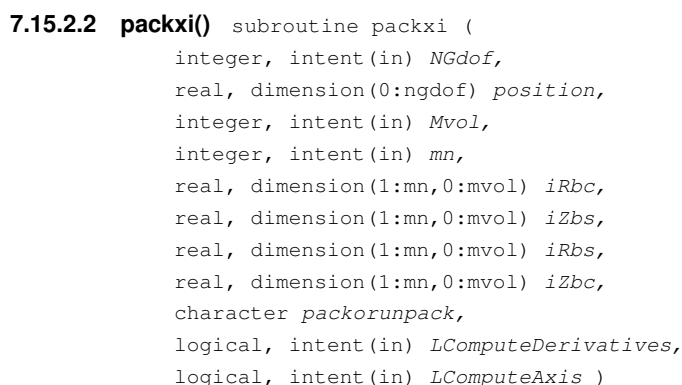 7.15.2.2 packxi() subroutine packxi (
integer, intent(in) NGdof,
real, dimension(0:ngdof) position,
integer, intent(in) Mvol,
integer, intent(in) mn,
real, dimension(1:mn,0:mvol) iRbc,
real, dimension(1:mn,0:mvol) iZbs,
real, dimension(1:mn,0:mvol) iRbs,
real, dimension(1:mn,0:mvol) iZbc,
character packorunpack,
logical, intent(in) LComputeDerivatives,
logical, intent(in) LComputeAxis )